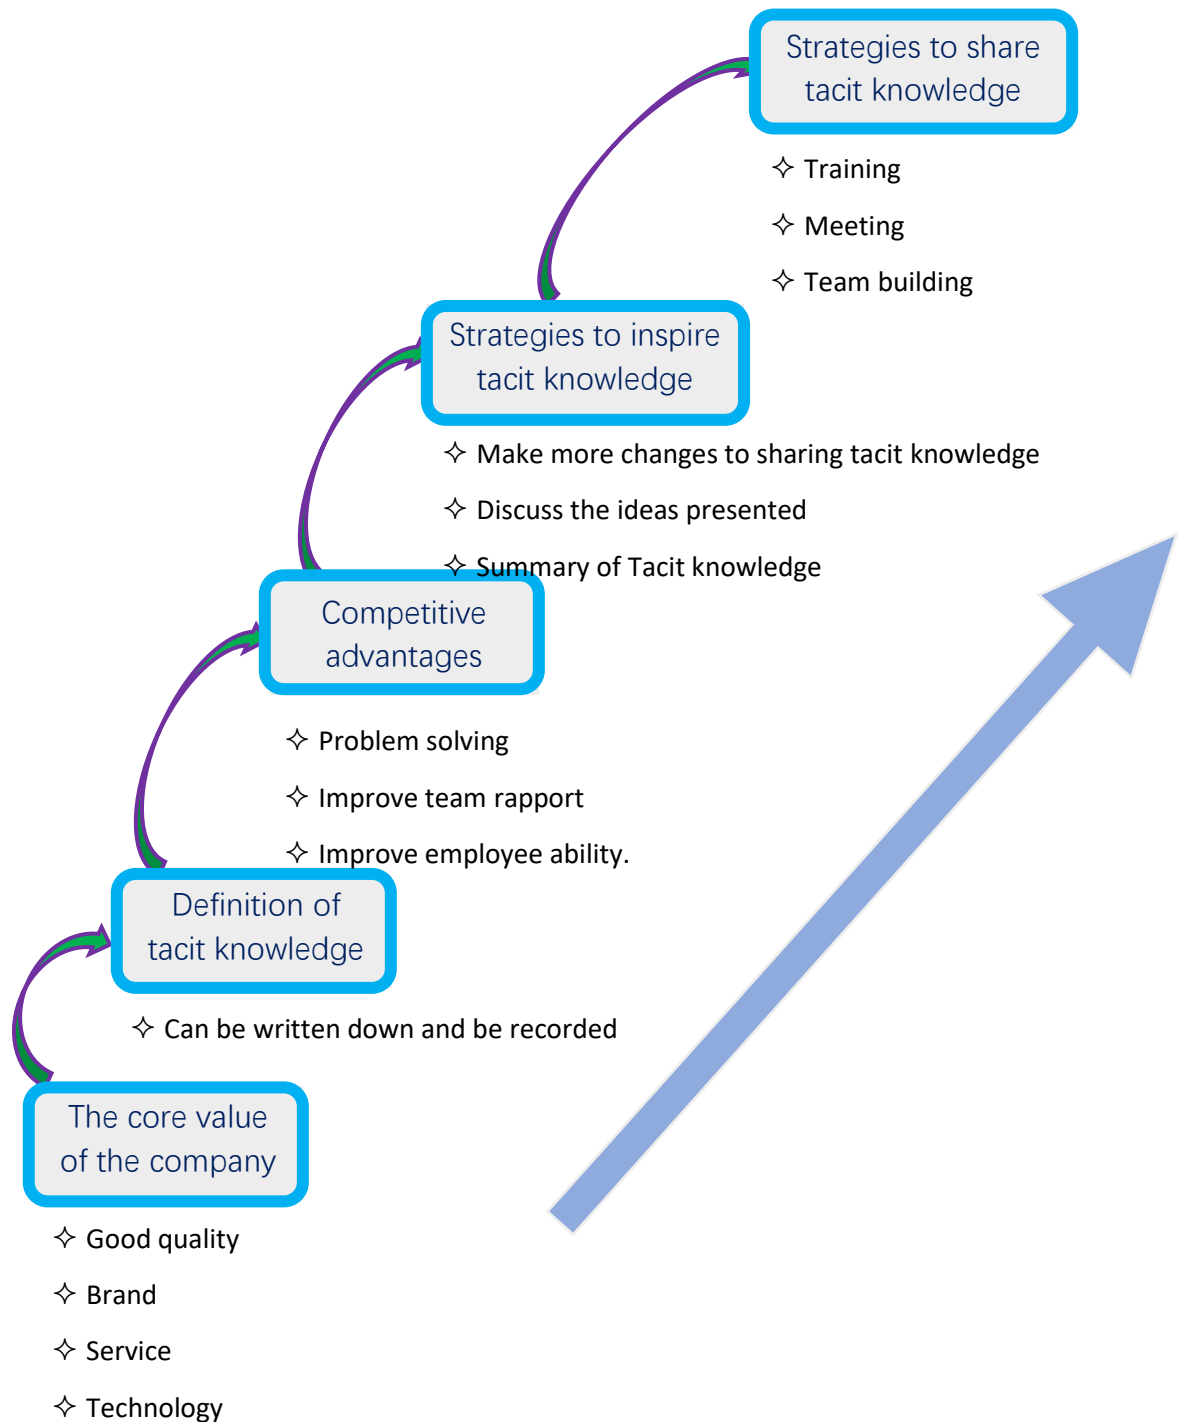 Strategies to share
tacit knowledge
✧ Training
✧ Meeting
✧ Team building
Strategies to inspire
tacit knowledge
✧ Make more changes to sharing tacit knowledge
✧ Discuss the ideas presented
✧ Summary of Tacit knowledge
Competitive
advantages
✧ Problem solving
✧ Improve team rapport
✧ Improve employee ability.
Definition of
tacit knowledge
✧ Can be written down and be recorded
The core value
of the company
✧ Good quality
✧ Brand
✧ Service
✧ Technology